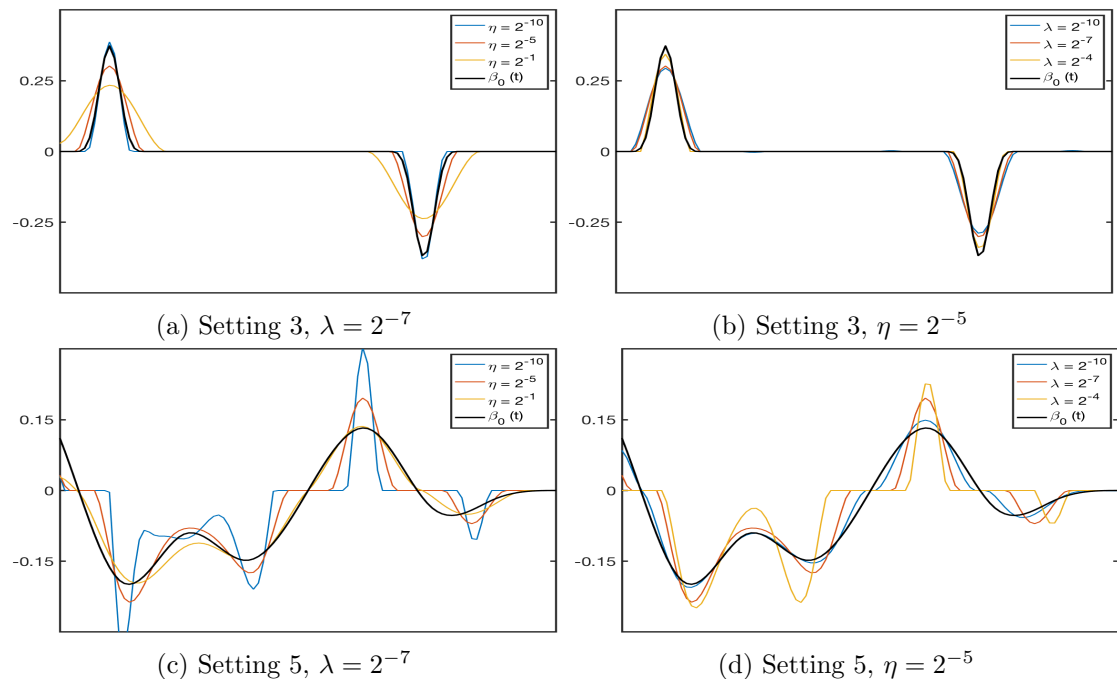 η = 2⁻¹⁰
η = 2⁻⁵
η = 2⁻¹
β₀ (t)
0.25
0
-0.25
(a) Setting 3, λ = 2⁻⁷
λ = 2⁻¹⁰
λ = 2⁻⁷
λ = 2⁻⁴
β₀ (t)
0.25
0
-0.25
(b) Setting 3, η = 2⁻⁵
η = 2⁻¹⁰
η = 2⁻⁵
η = 2⁻¹
β₀ (t)
0.15
0
-0.15
(c) Setting 5, λ = 2⁻⁷
λ = 2⁻¹⁰
λ = 2⁻⁷
λ = 2⁻⁴
β₀ (t)
0.15
0
-0.15
(d) Setting 5, η = 2⁻⁵